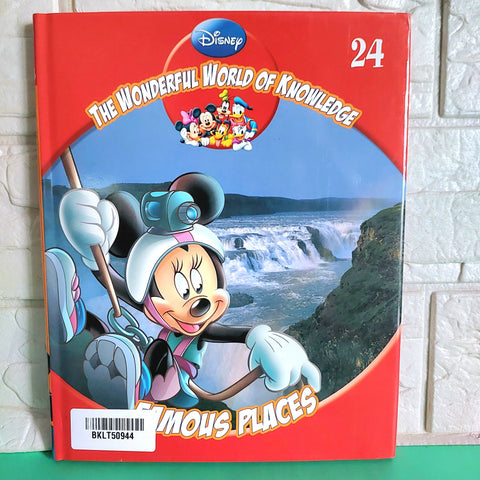 Disney
24
THE WONDERFUL WORLD OF KNOWLEDGE
FAMOUS PLACES
BKLT50944